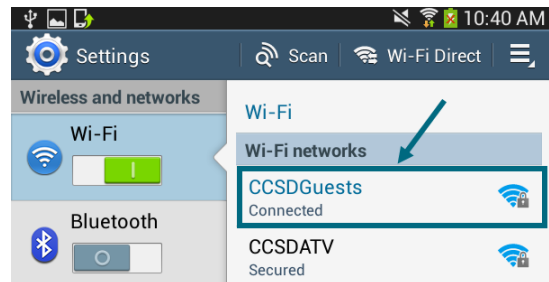 10:40 AM
Settings
Scan
Wi-Fi Direct
Wireless and networks
Wi-Fi
Bluetooth
Wi-Fi
Wi-Fi networks
CCSDGuests
Connected
CCSDATV
Secured